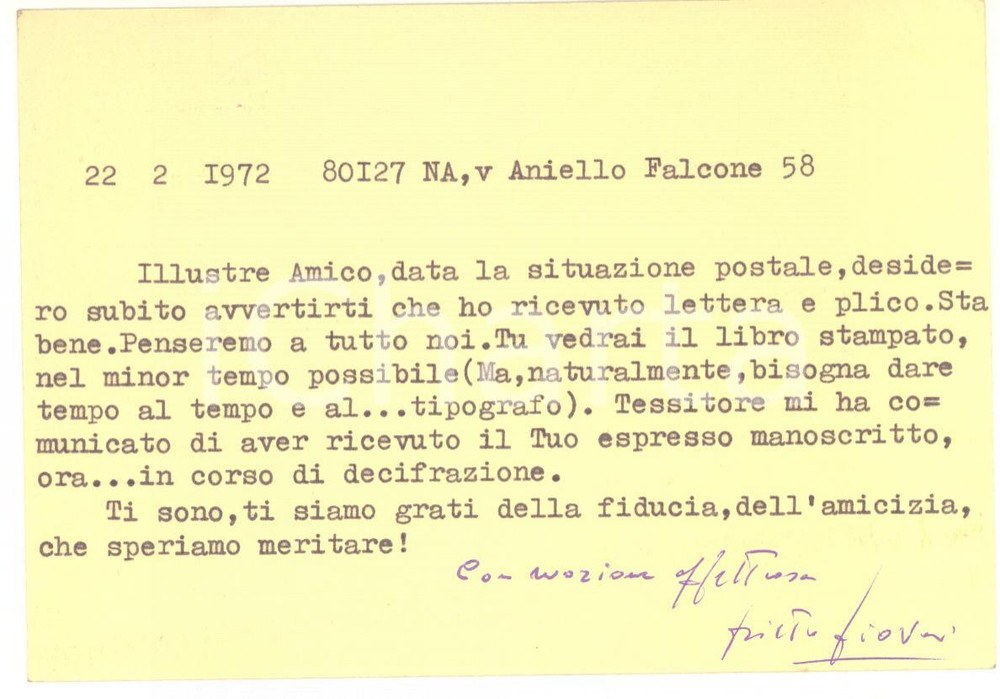 22 2 I972 80I27 NA,v Aniello Falcone 58
Illustre Amico,data la situazione postale,deside=
ro subito avvertirti che ho ricevuto lettera e plico.Sta
bene.Penseremo a tutto noi.Tu vedrai il libro stampato,
nel minor tempo possibile(Ma,naturalmente,bisogna dare
tempo al tempo e al...tipografo). Tessitore mi ha co=
municato di aver ricevuto il Tuo espresso manoscritto,
ora...in corso di decifrazione.
Ti sono,ti siamo grati della fiducia,dell'amicizia,
che speriamo meritare!
Con affettuosa
Piovani